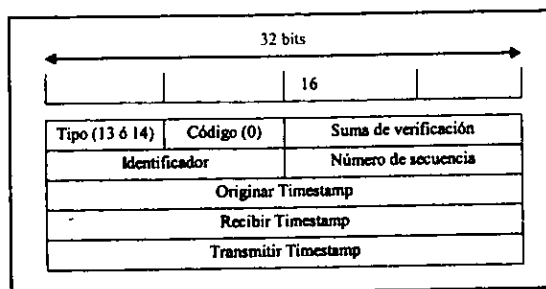 32 bits
16
Tipo (13 ó 14) Código (0) Suma de verificación
Identificador Número de secuencia
Originar Timestamp
Recibir Timestamp
Transmitir Timestamp